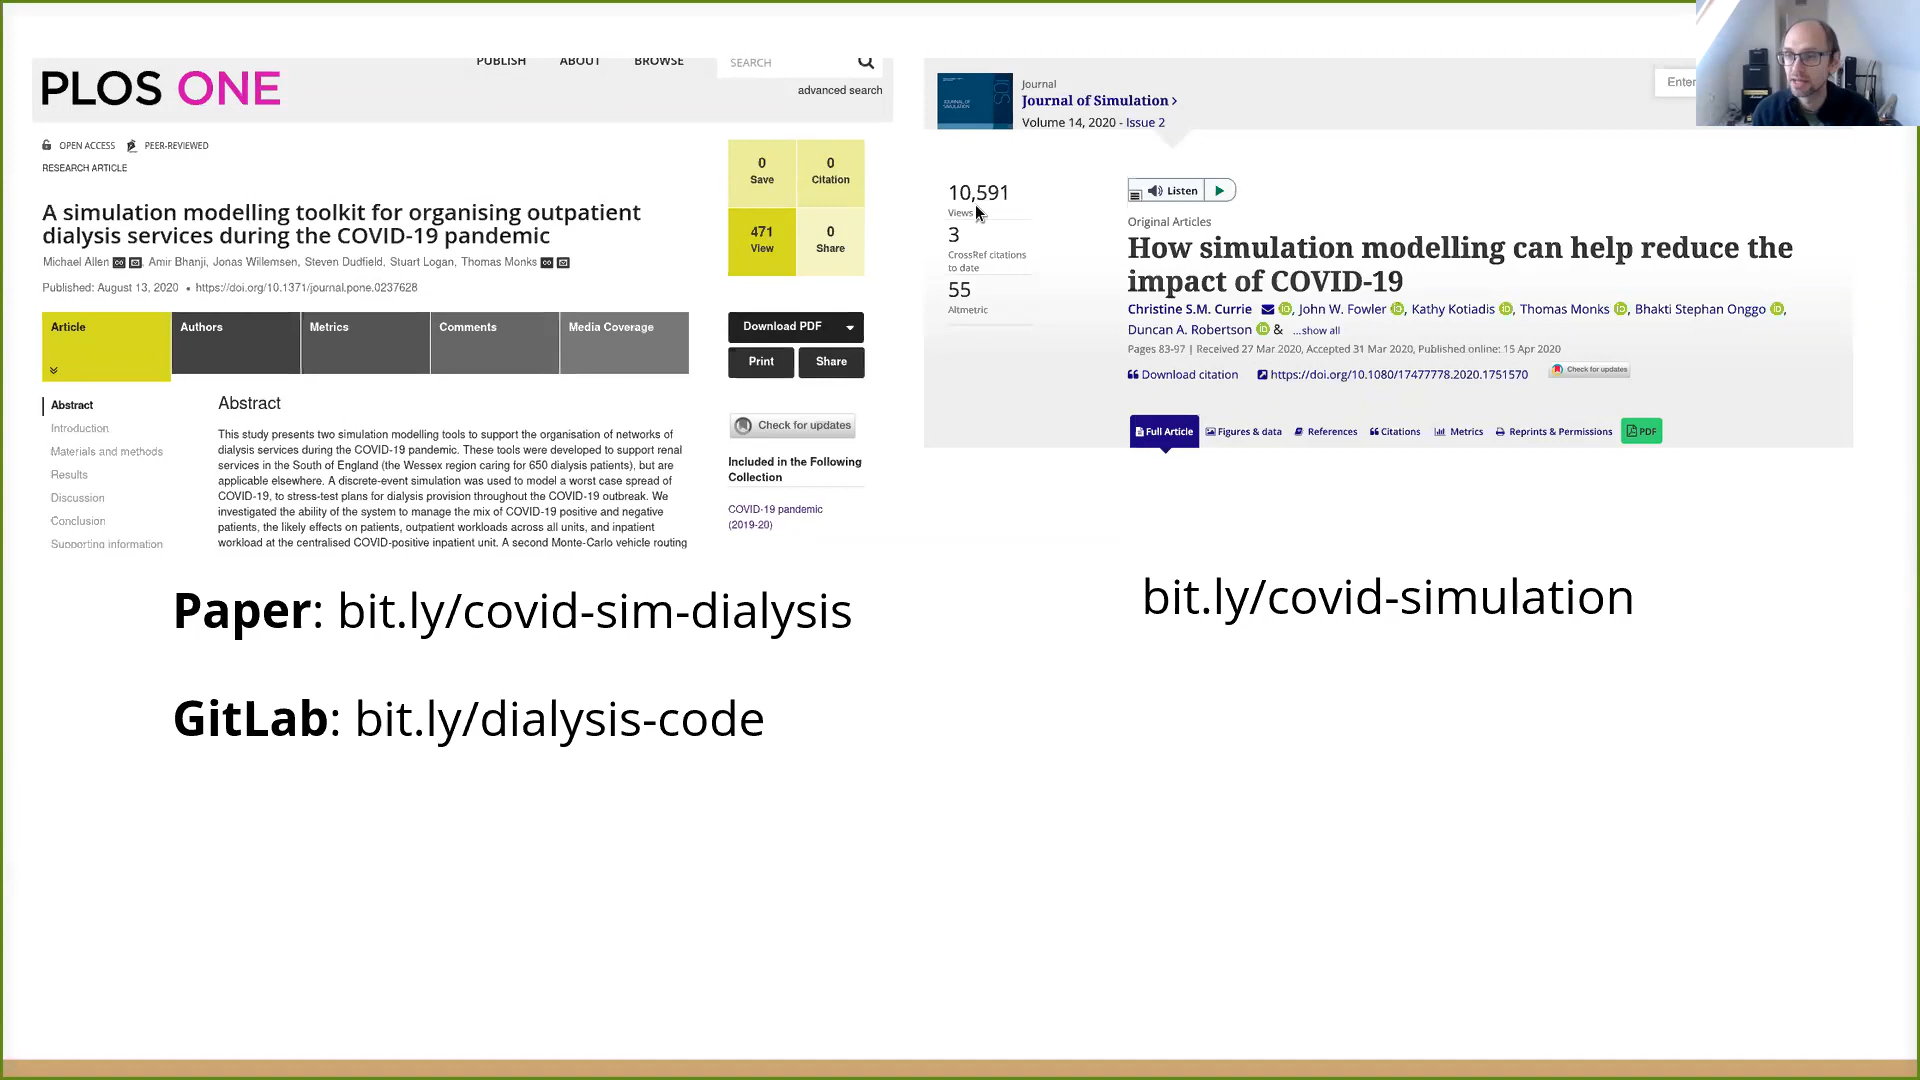 PUBLISH ABOUT BROWSE
SEARCH
advanced search
PLOS ONE
OPEN ACCESS PEER-REVIEWED
RESEARCH ARTICLE
A simulation modelling toolkit for organising outpatient
dialysis services during the COVID-19 pandemic
Michael Allen, Amir Bhanji, Jonas Willemsen, Steven Dudfield, Stuart Logan, Thomas Monks
Published: August 13, 2020 • https://doi.org/10.1371/journal.pone.0237628
0
Save
0
Citation
471
View
0
Share
Article
Authors
Metrics
Comments
Media Coverage
Download PDF
Print
Share
Check for updates
Included in the Following
Collection
COVID-19 pandemic
(2019-20)
Abstract
Introduction
Materials and methods
Results
Discussion
Conclusion
Supporting information
Abstract
This study presents two simulation modelling tools to support the organisation of networks of
dialysis services during the COVID-19 pandemic. These tools were developed to support renal
services in the South of England (the Wessex region caring for 650 dialysis patients), but are
applicable elsewhere. A discrete-event simulation was used to model a worst case spread of
COVID-19, to stress-test plans for dialysis provision throughout the COVID-19 outbreak. We
investigated the ability of the system to manage the mix of COVID-19 positive and negative
patients, the likely effects on patients, outpatient workloads across all units, and inpatient
workload at the centralised COVID-positive inpatient unit. A second Monte-Carlo vehicle routing
Paper: bit.ly/covid-sim-dialysis
GitLab: bit.ly/dialysis-code
Journal
Journal of Simulation >
Volume 14, 2020 - Issue 2
Enter
10,591
Views
3
CrossRef citations
to date
55
Altmetric
Listen
Original Articles
How simulation modelling can help reduce the
impact of COVID-19
Christine S.M. Currie, John W. Fowler, Kathy Kotiadis, Thomas Monks, Bhakti Stephan Onggo,
Duncan A. Robertson & ...show all
Pages 83-97 | Received 27 Mar 2020, Accepted 31 Mar 2020, Published online: 15 Apr 2020
Download citation https://doi.org/10.1080/17477778.2020.1751570 Check for updates
Full Article Figures & data References Citations Metrics Reprints & Permissions PDF
bit.ly/covid-simulation